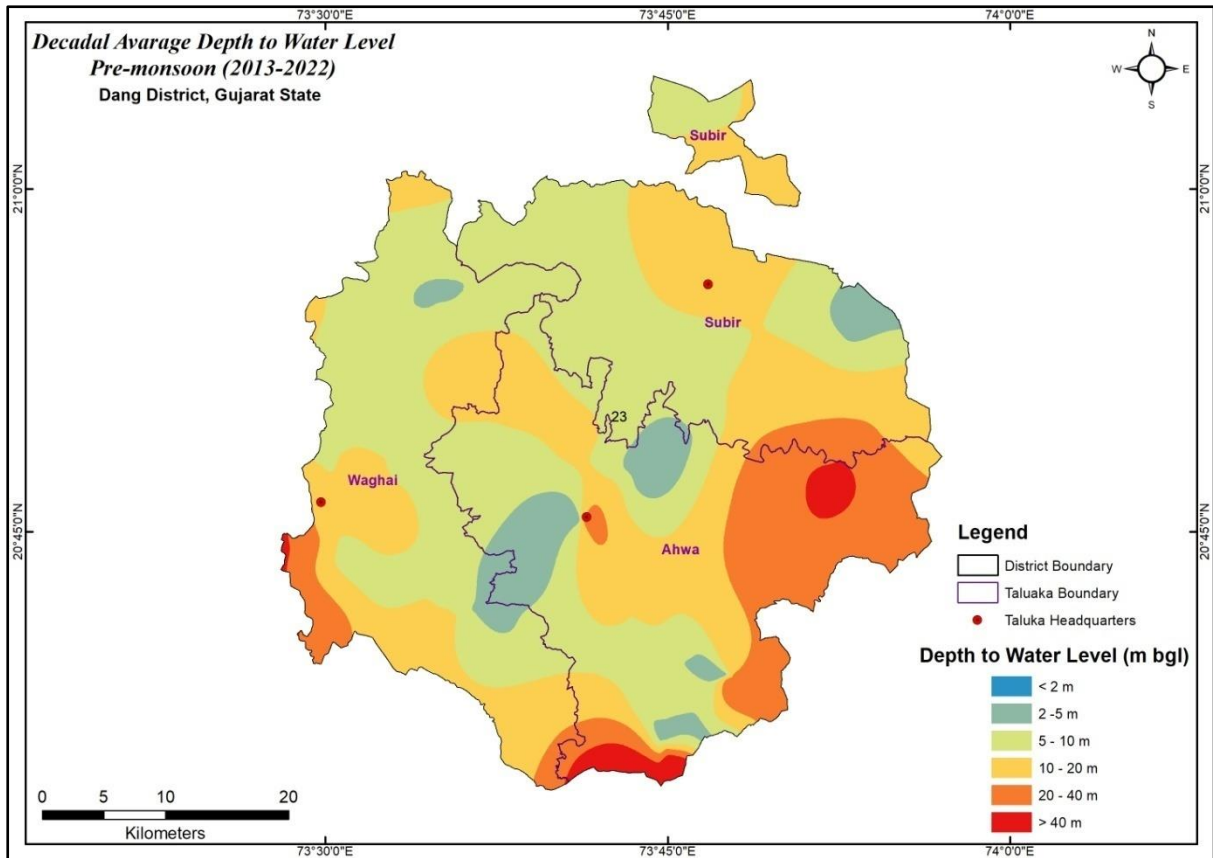 73°30'0"E
73°45'0"E
74°0'0"E
Decadal Avarage Depth to Water Level
Pre-monsoon (2013-2022)
Dang District, Gujarat State
N
W
E
S
Subir
21°0'0"N
21°0'0"N
Subir
23
Waghai
Ahwa
20°45'0"N
20°45'0"N
Legend
District Boundary
Taluaka Boundary
Taluka Headquarters
Depth to Water Level (m bgl)
< 2 m
2 -5 m
5 - 10 m
10 - 20 m
20 - 40 m
> 40 m
0 5 10 20
Kilometers
73°30'0"E
73°45'0"E
74°0'0"E